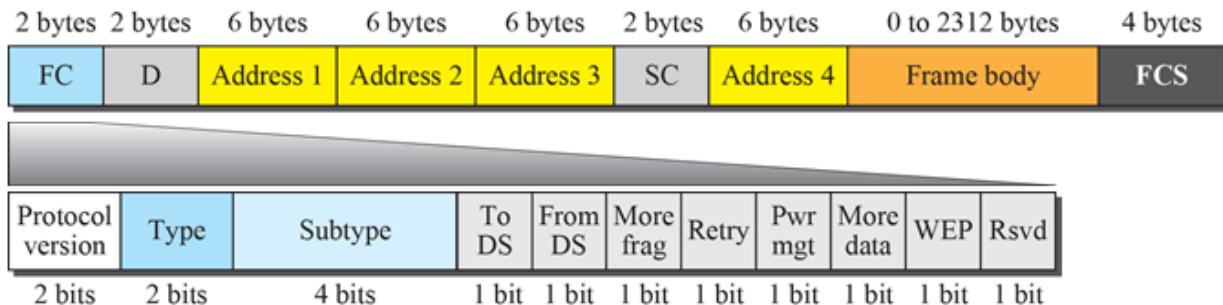 2 bytes 2 bytes 6 bytes 6 bytes 6 bytes 2 bytes 6 bytes 0 to 2312 bytes 4 bytes
FC D Address 1 Address 2 Address 3 SC Address 4 Frame body FCS
Protocol version Type Subtype To DS From DS More frag Retry Pwr mgt More data WEP Rsvd
2 bits 2 bits 4 bits 1 bit 1 bit 1 bit 1 bit 1 bit 1 bit 1 bit 1 bit